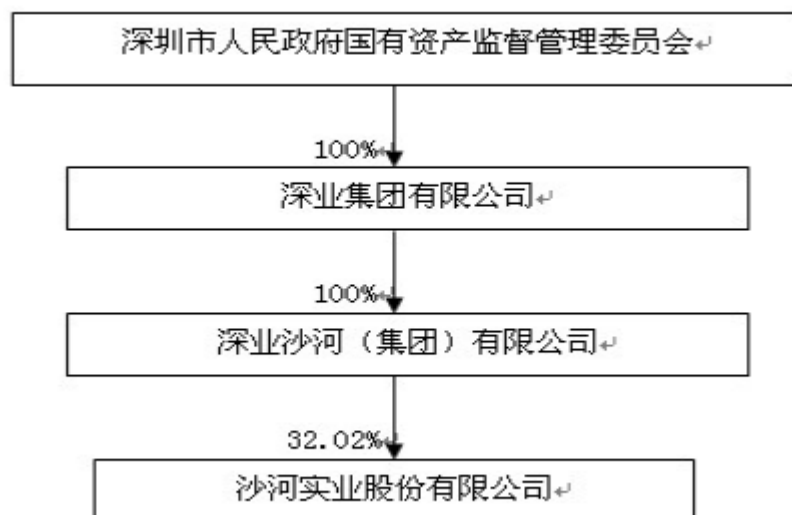 深圳市人民政府国有资产监督管理委员会
100%
深业集团有限公司
100%
深业沙河（集团）有限公司
32.02%
沙河实业股份有限公司